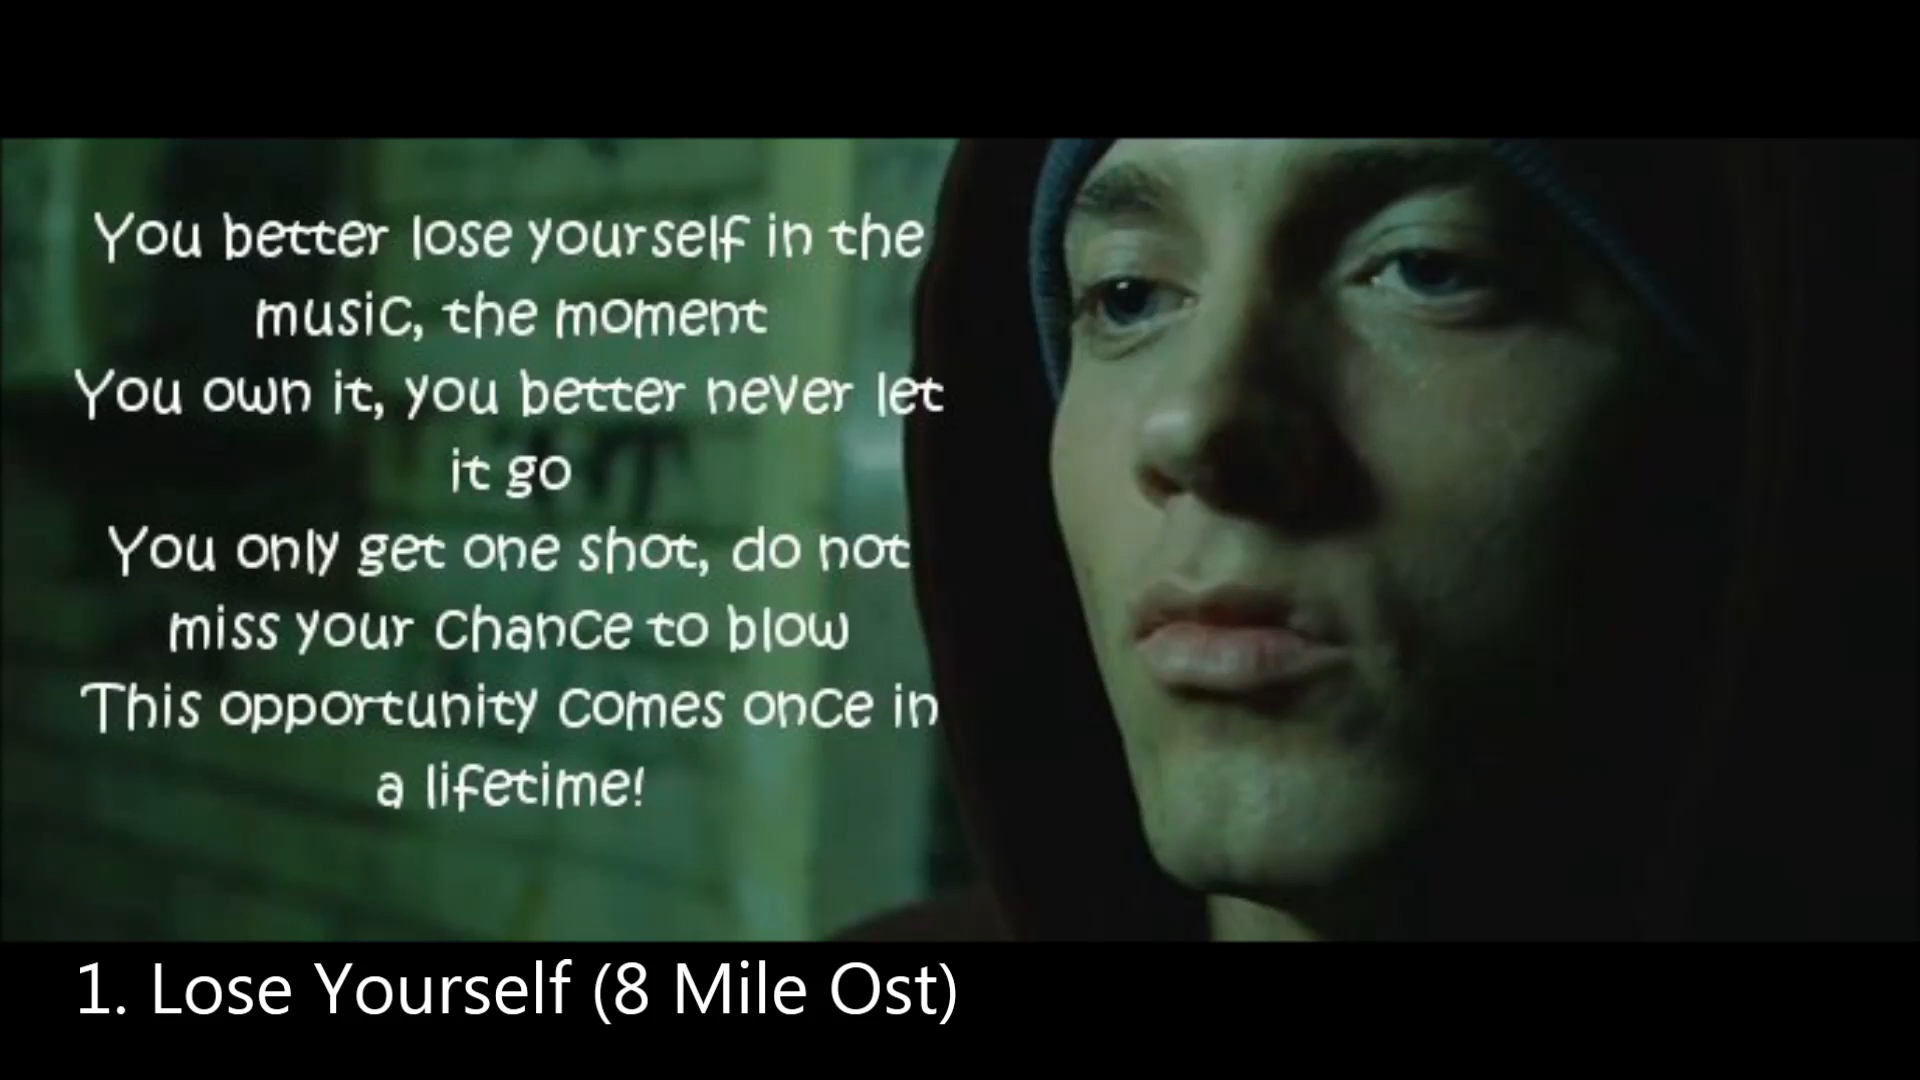 You better lose yourself in the
music, the moment
You own it, you better never let
it go
You only get one shot, do not
miss your chance to blow
This opportunity comes once in
a lifetime!
1. Lose Yourself (8 Mile Ost)